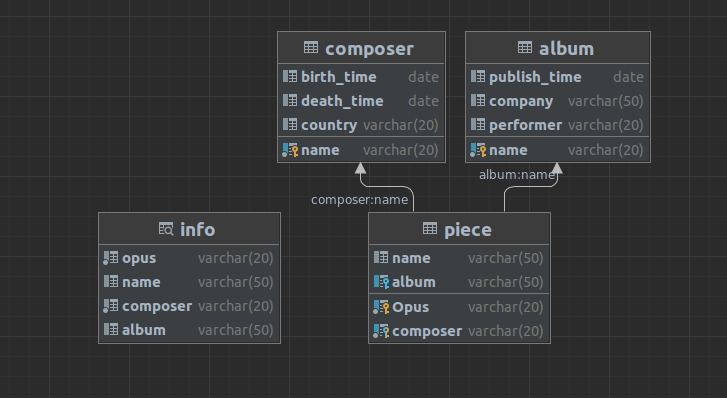 composer
birth_time date
death_time date
country varchar(20)
name varchar(20)
album
publish_time date
company varchar(50)
performer varchar(20)
name varchar(20)
composer:name
album:name
info
opus varchar(20)
name varchar(50)
composer varchar(20)
album varchar(50)
piece
name varchar(50)
album varchar(50)
Opus varchar(20)
composer varchar(20)